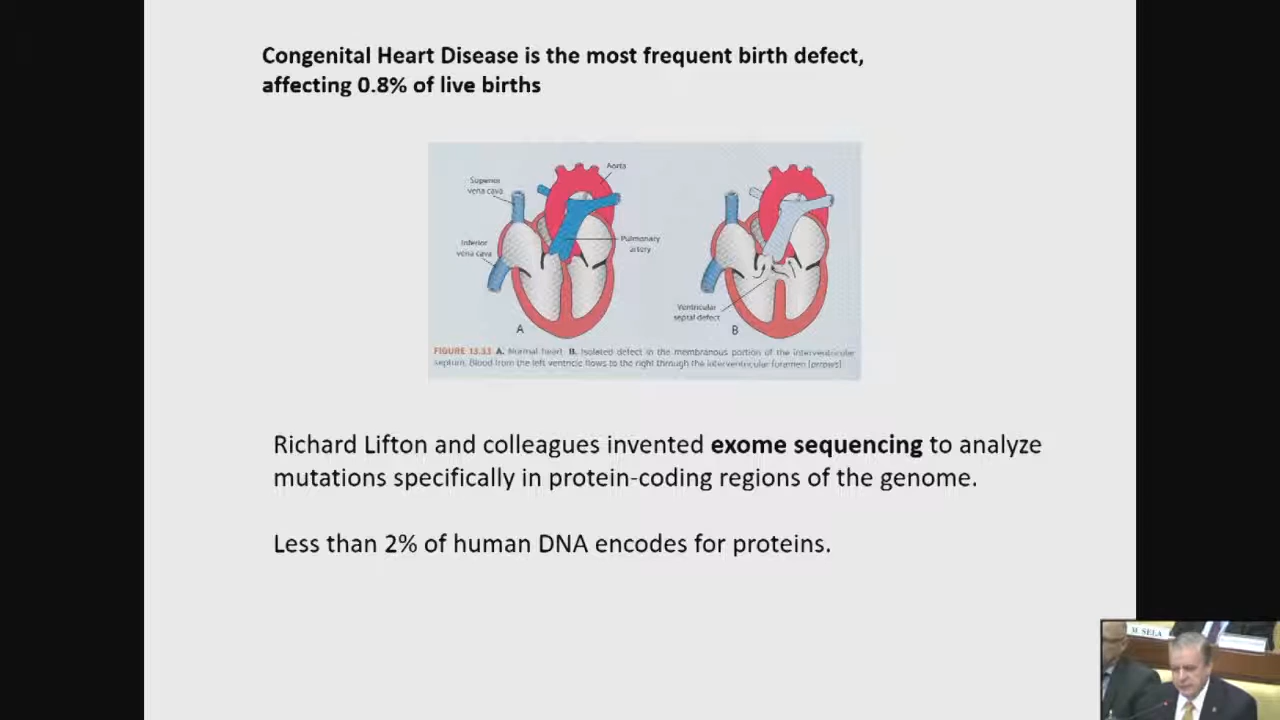 Congenital Heart Disease is the most frequent birth defect,
affecting 0.8% of live births
Aorta
Superior
vena cava
Inferior
vena cava
Pulmonary
artery
A
Ventricular
septal defect
B
FIGURE 13.33 A. Normal heart. B. Isolated defect in the membranous portion of the interventricular
septum. Blood from the left ventricle flows to the right through the interventricular foramen (arrows)
Richard Lifton and colleagues invented exome sequencing to analyze
mutations specifically in protein-coding regions of the genome.
Less than 2% of human DNA encodes for proteins.
M. SELA